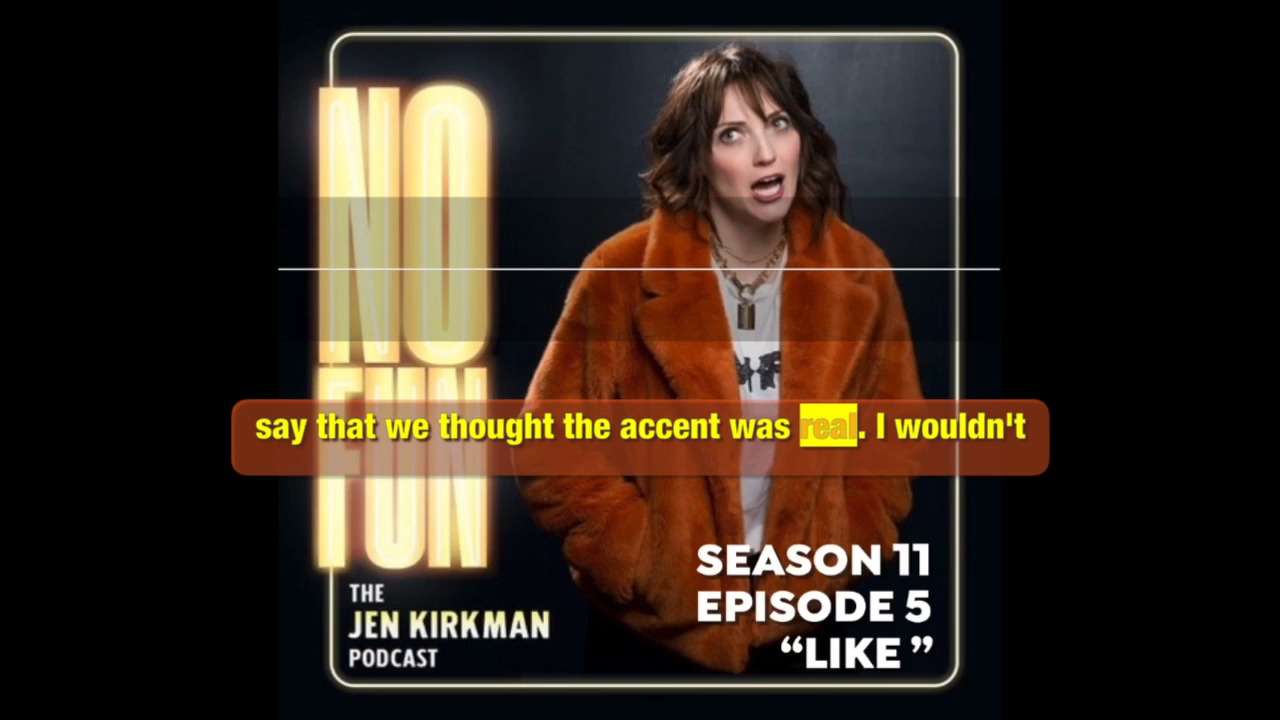 NO
FUN
say that we thought the accent was real. I wouldn't
THE
JEN KIRKMAN
PODCAST
SEASON 11
EPISODE 5
“LIKE ”